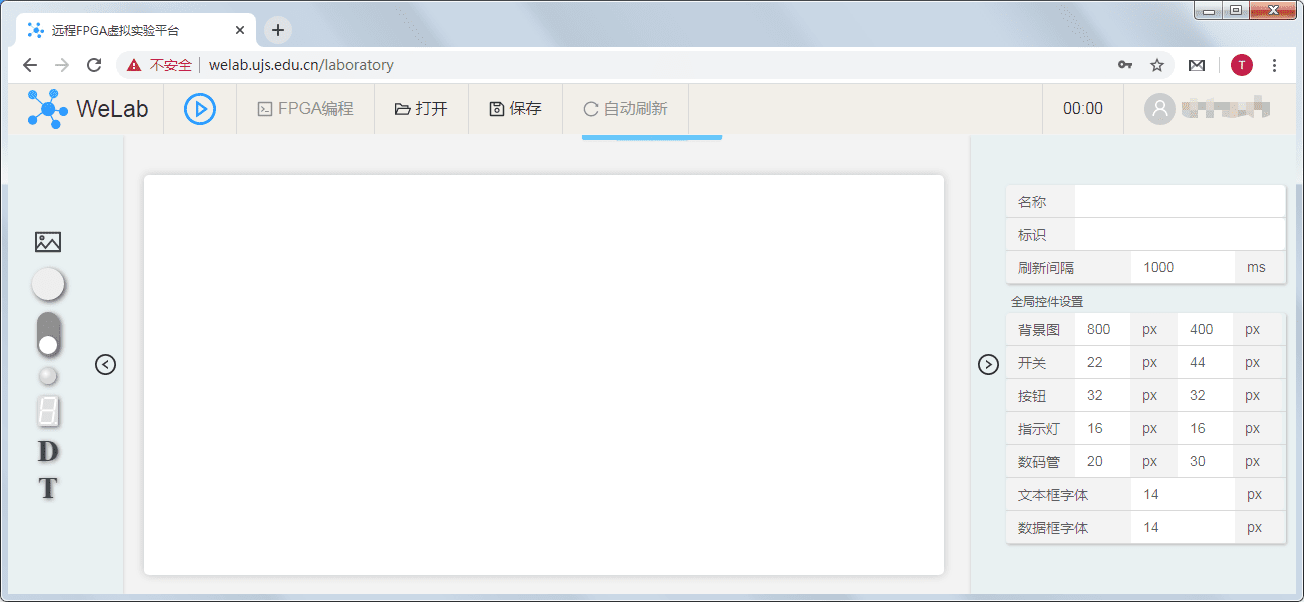 远程FPGA虚拟实验平台
不安全 welab.ujs.edu.cn/laboratory T
WeLab FPGA编程 打开 保存 自动刷新 00:00
名称
标识
刷新间隔 1000 ms
全局控件设置
背景图 800 px 400 px
开关 22 px 44 px
按钮 32 px 32 px
指示灯 16 px 16 px
数码管 20 px 30 px
文本框字体 14 px
数据框字体 14 px
D
T